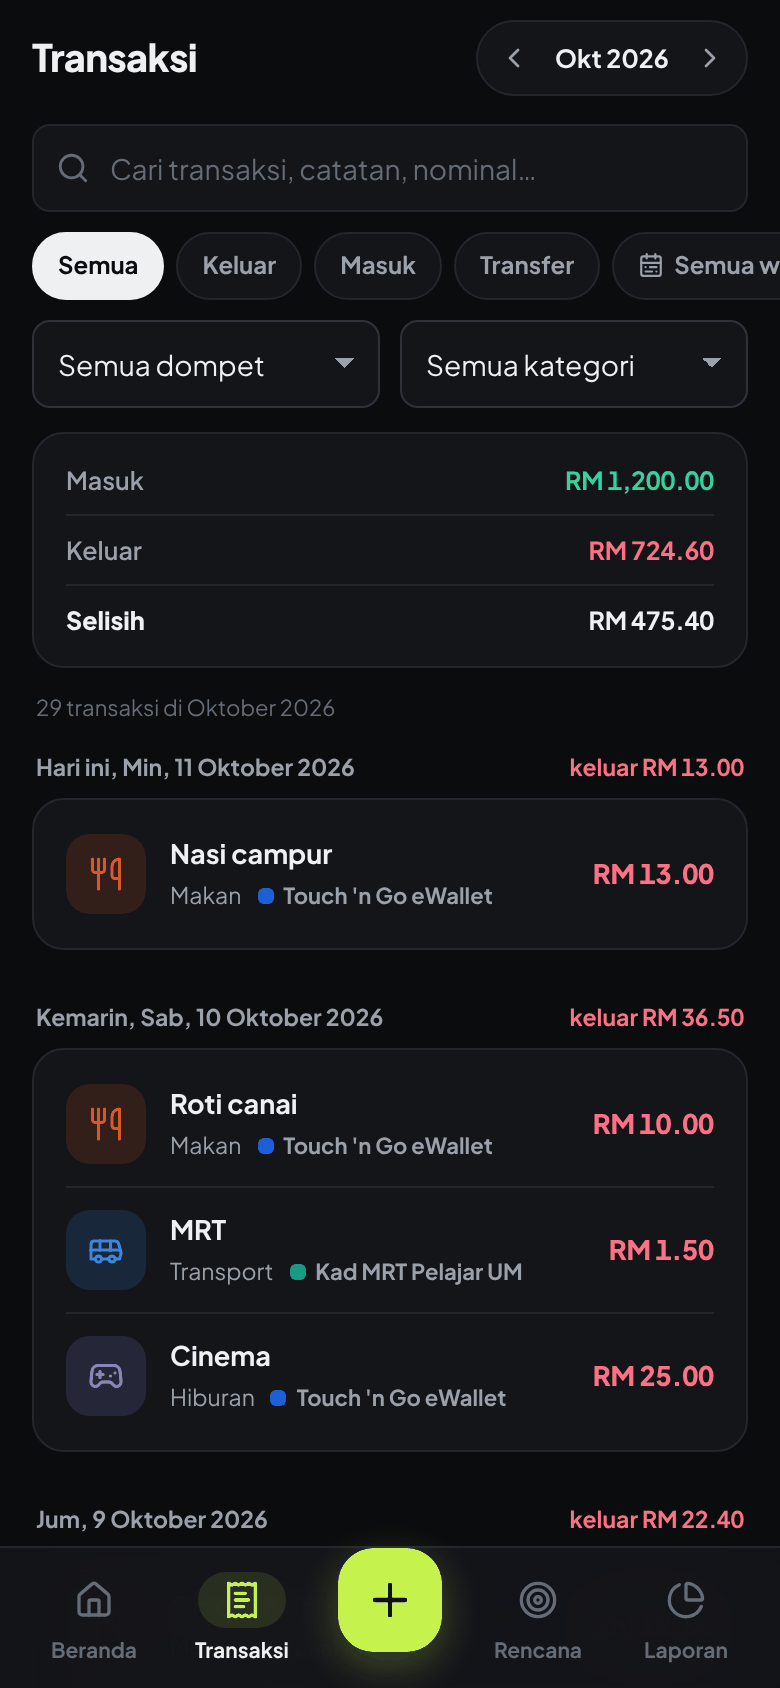 Transaksi
Okt 2026
Cari transaksi, catatan, nominal...
Semua Keluar Masuk Transfer Semua w
Semua dompet Semua kategori
Masuk RM 1,200.00
Keluar RM 724.60
Selisih RM 475.40
29 transaksi di Oktober 2026
Hari ini, Min, 11 Oktober 2026 keluar RM 13.00
Nasi campur
Makan Touch 'n Go eWallet
RM 13.00
Kemarin, Sab, 10 Oktober 2026 keluar RM 36.50
Roti canai
Makan Touch 'n Go eWallet
RM 10.00
MRT
Transport Kad MRT Pelajar UM
RM 1.50
Cinema
Hiburan Touch 'n Go eWallet
RM 25.00
Jum, 9 Oktober 2026 keluar RM 22.40
Beranda Transaksi Rencana Laporan